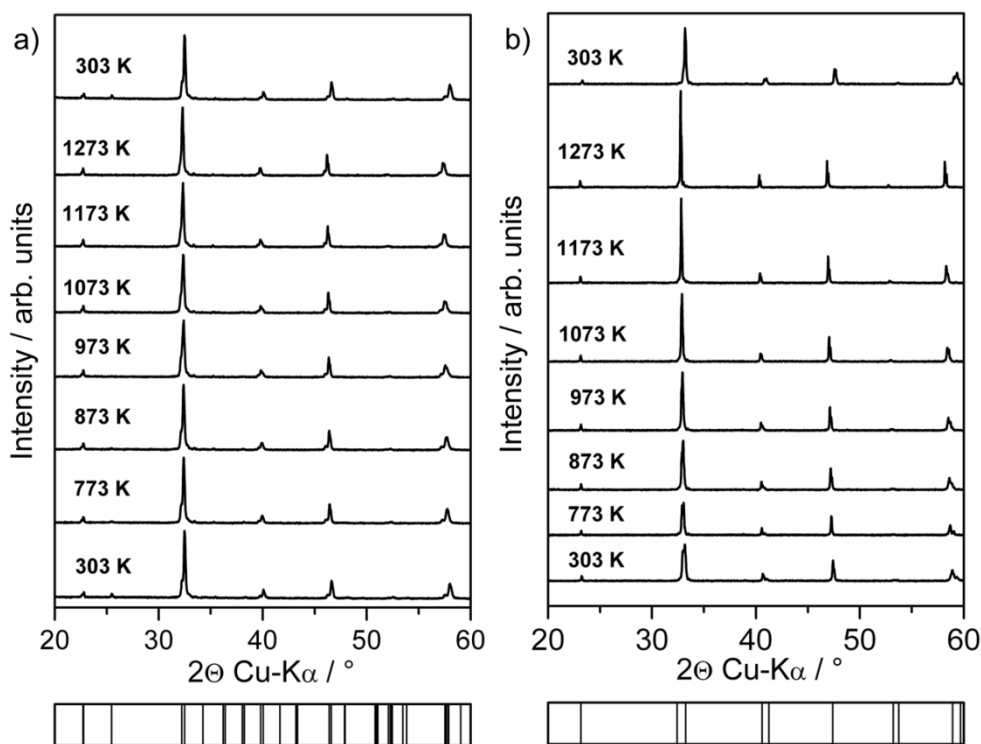 a)
Intensity / arb. units
303 K
1273 K
1173 K
1073 K
973 K
873 K
773 K
303 K
20 30 40 50 60
2Θ Cu-Kα / °
b)
Intensity / arb. units
303 K
1273 K
1173 K
1073 K
973 K
873 K
773 K
303 K
20 30 40 50 60
2Θ Cu-Kα / °